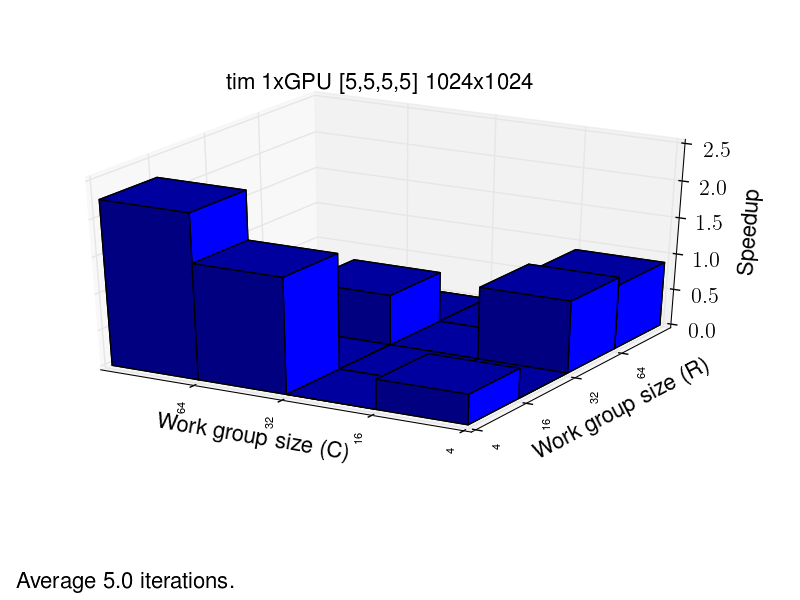 tim 1xGPU [5,5,5,5] 1024x1024
2.5
2.0
1.5
1.0
0.5
0.0
Speedup
64
32
16
4
Work group size (C)
4
16
32
64
Work group size (R)
Average 5.0 iterations.